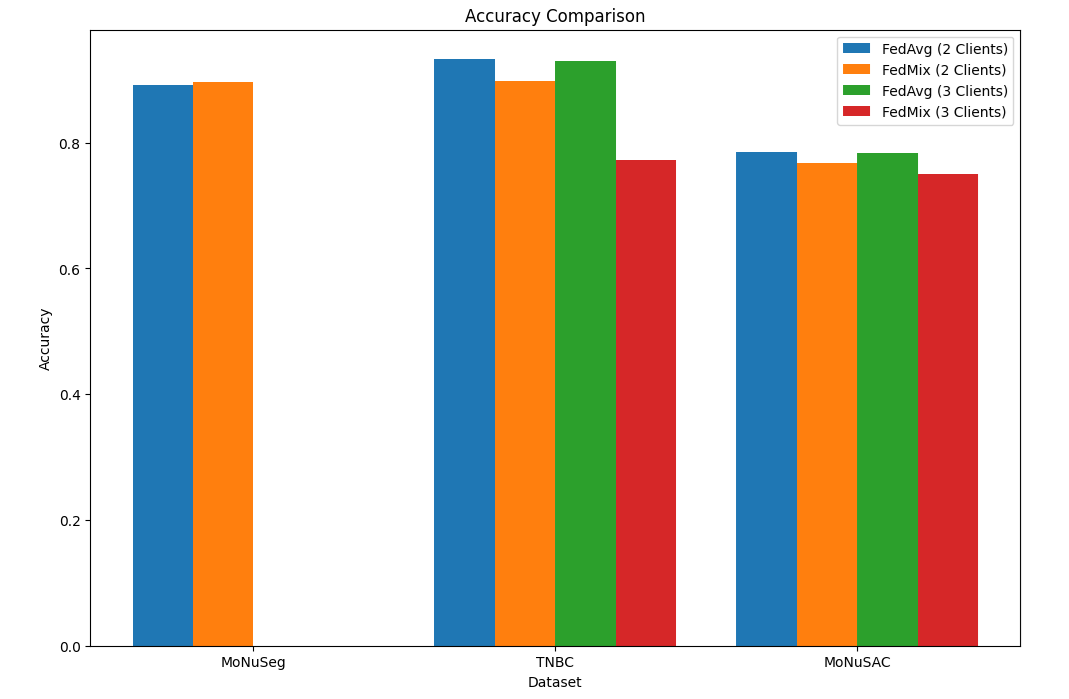 Accuracy Comparison
FedAvg (2 Clients)
FedMix (2 Clients)
FedAvg (3 Clients)
FedMix (3 Clients)
Accuracy
0.8
0.6
0.4
0.2
0.0
MoNuSeg
TNBC
MoNuSAC
Dataset